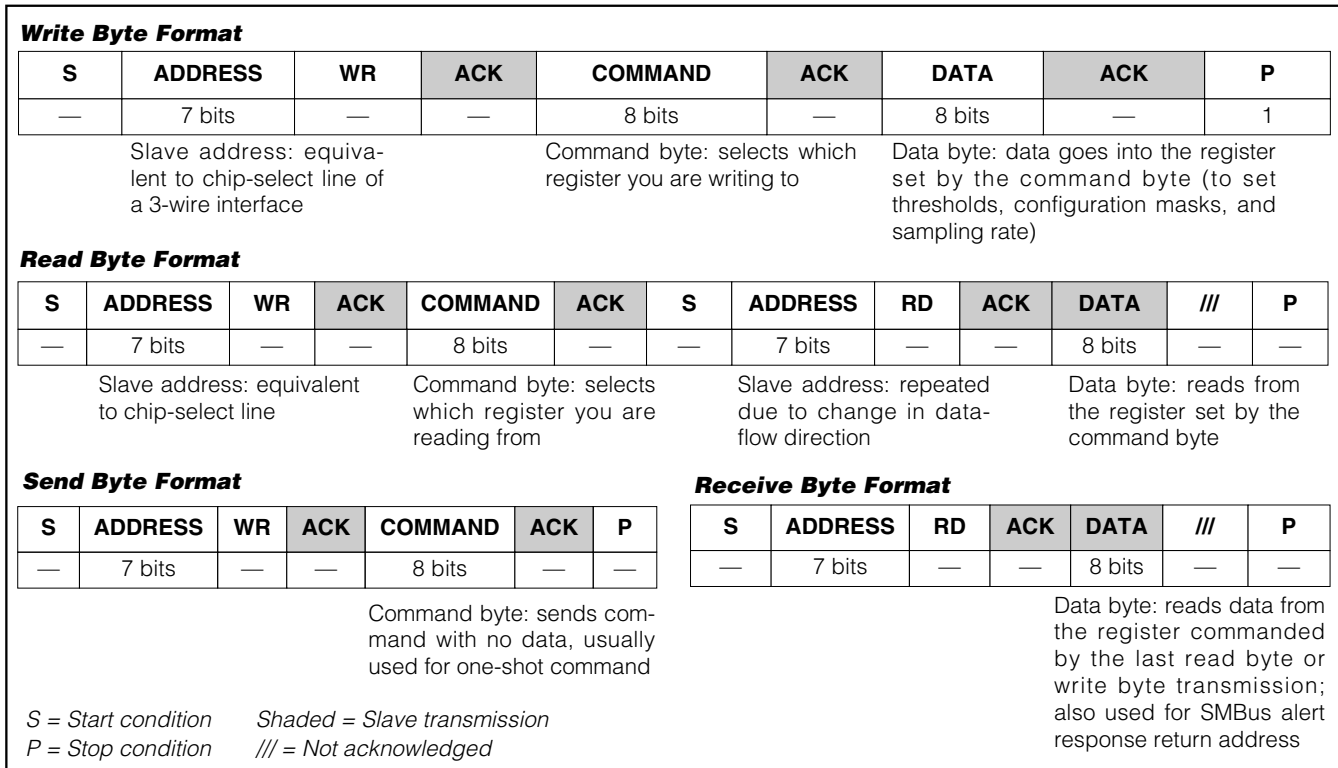 Write Byte Format
S ADDRESS WR ACK COMMAND ACK DATA ACK P
— 7 bits — — 8 bits — 8 bits — 1
Slave address: equiva-
lent to chip-select line of
a 3-wire interface
Command byte: selects which
register you are writing to
Data byte: data goes into the register
set by the command byte (to set
thresholds, configuration masks, and
sampling rate)
Read Byte Format
S ADDRESS WR ACK COMMAND ACK S ADDRESS RD ACK DATA /// P
— 7 bits — — 8 bits — — 7 bits — — 8 bits — —
Slave address: equivalent
to chip-select line
Command byte: selects
which register you are
reading from
Slave address: repeated
due to change in data-
flow direction
Data byte: reads from
the register set by the
command byte
Send Byte Format
S ADDRESS WR ACK COMMAND ACK P
— 7 bits — — 8 bits — —
Command byte: sends com-
mand with no data, usually
used for one-shot command
Receive Byte Format
S ADDRESS RD ACK DATA /// P
— 7 bits — — 8 bits — —
Data byte: reads data from
the register commanded
by the last read byte or
write byte transmission;
also used for SMBus alert
response return address
S = Start condition Shaded = Slave transmission
P = Stop condition /// = Not acknowledged